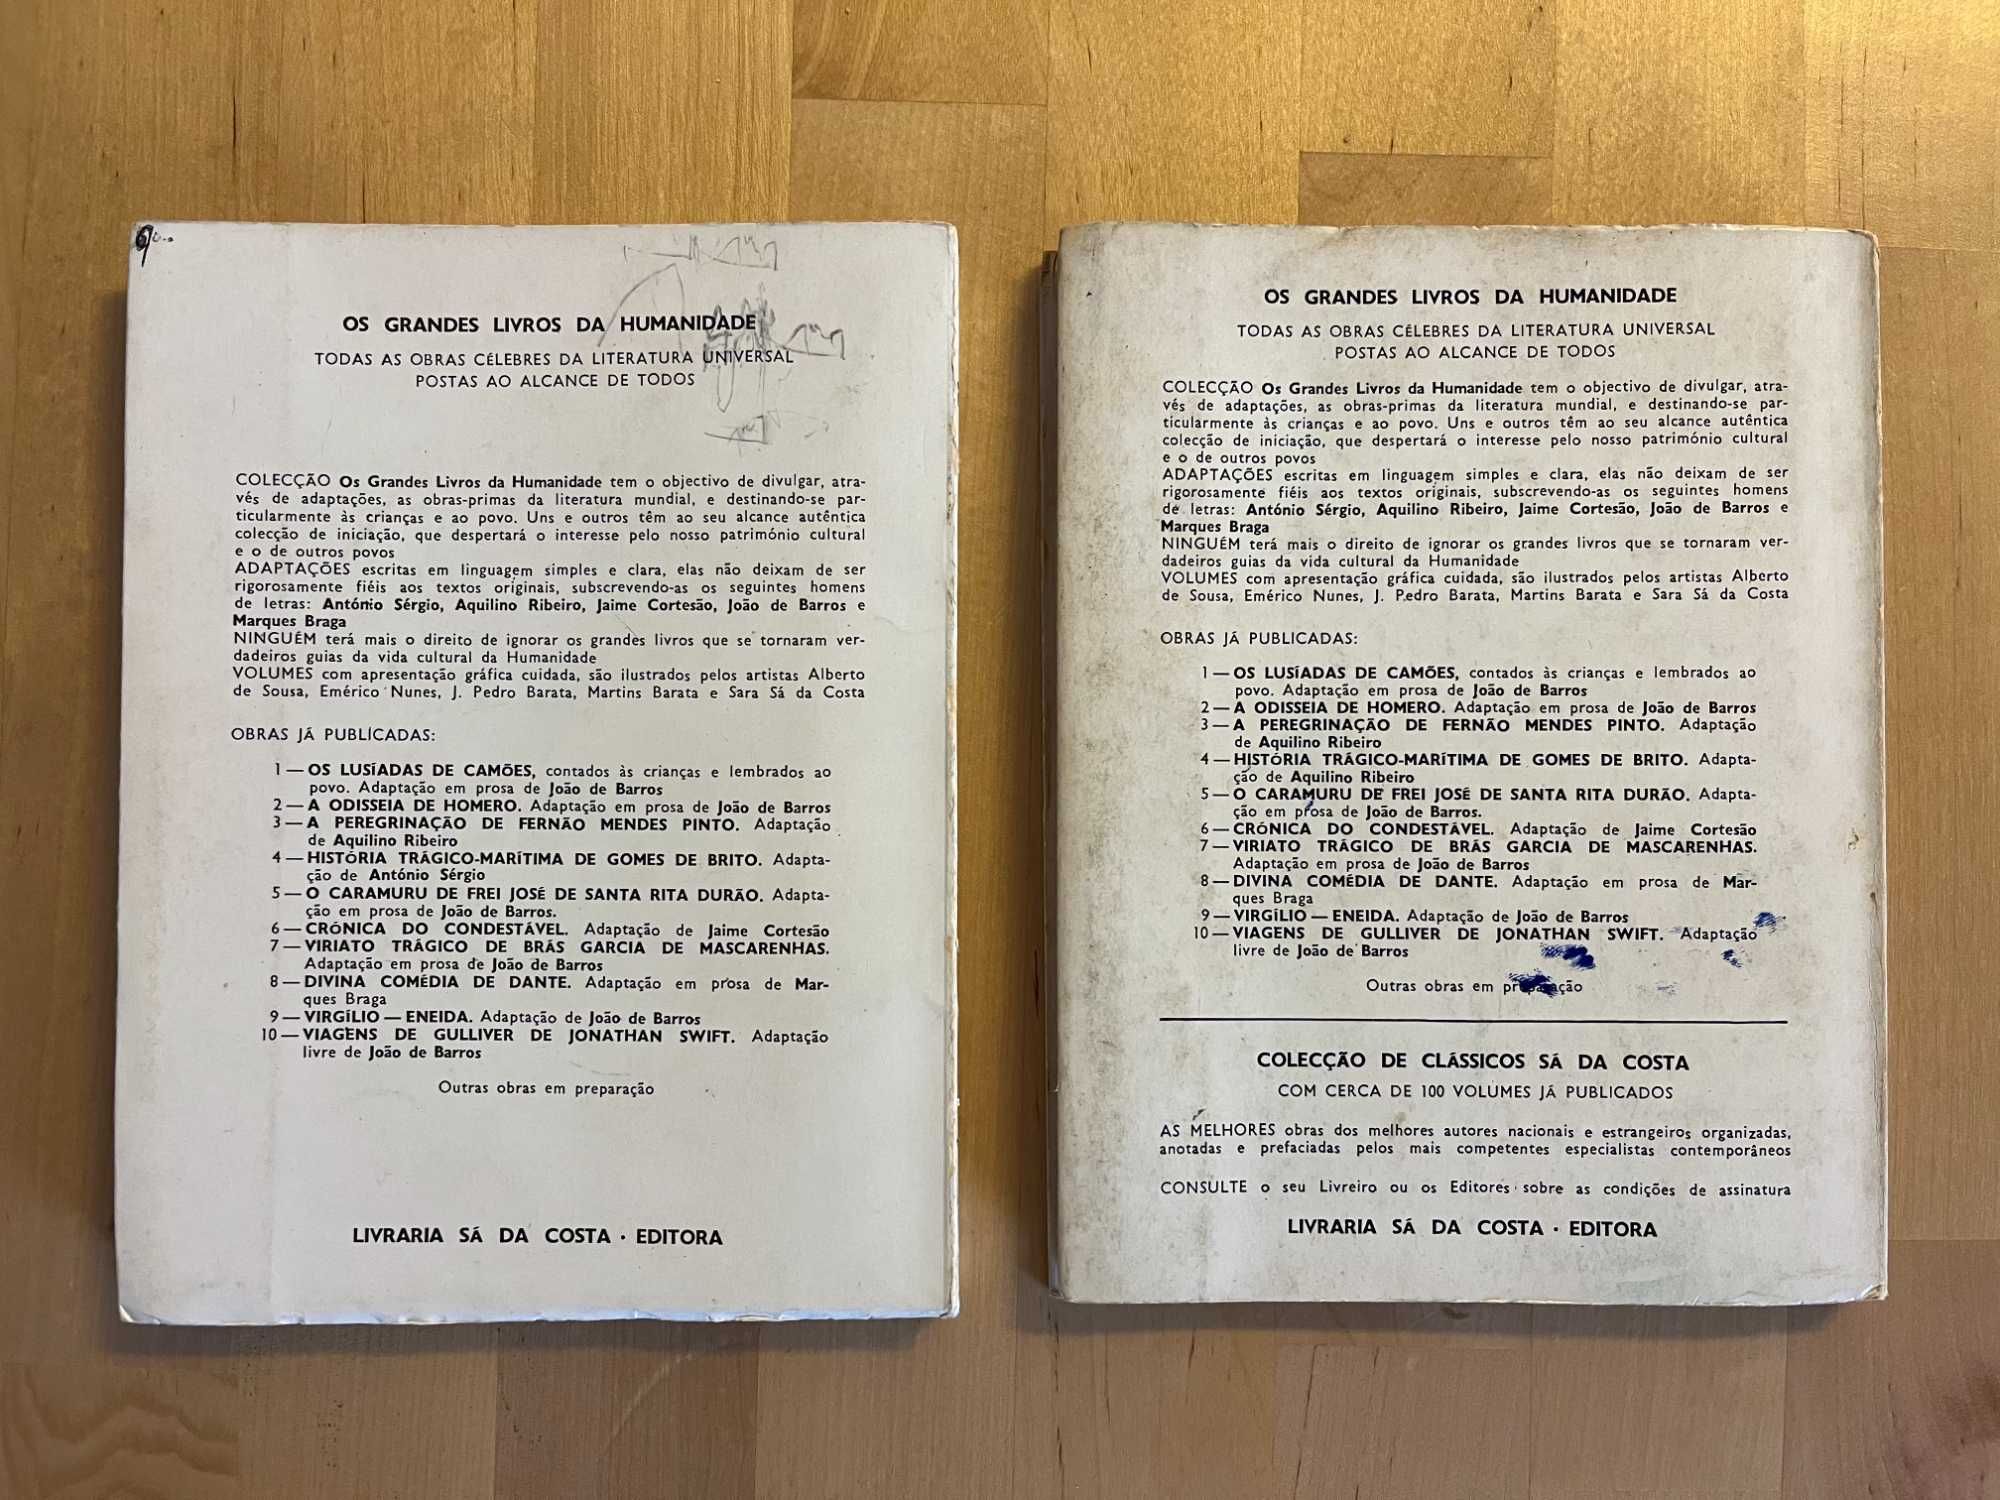 OS GRANDES LIVROS DA HUMANIDADE
TODAS AS OBRAS CÉLEBRES DA LITERATURA UNIVERSAL
POSTAS AO ALCANCE DE TODOS
COLECÇÃO Os Grandes Livros da Humanidade tem o objectivo de divulgar, atra-
vés de adaptações, as obras-primas da literatura mundial, e destinando-se par-
ticularmente às crianças e ao povo. Uns e outros têm ao seu alcance autêntica
colecção de iniciação, que despertará o interesse pelo nosso património cultural
e o de outros povos
ADAPTAÇÕES escritas em linguagem simples e clara, elas não deixam de ser
rigorosamente fiéis aos textos originais, subscrevendo-as os seguintes homens
de letras: António Sérgio, Aquilino Ribeiro, Jaime Cortesão, João de Barros e
Marques Braga
NINGUÉM terá mais o direito de ignorar os grandes livros que se tornaram ver-
dadeiros guias da vida cultural da Humanidade
VOLUMES com apresentação gráfica cuidada, são ilustrados pelos artistas Alberto
de Sousa, Emérico Nunes, J. Pedro Barata, Martins Barata e Sara Sá da Costa
OBRAS JÁ PUBLICADAS:
1 — OS LUSÍADAS DE CAMÕES, contados às crianças e lembrados ao
povo. Adaptação em prosa de João de Barros
2 — A ODISSEIA DE HOMERO. Adaptação em prosa de João de Barros
3 — A PEREGRINAÇÃO DE FERNÃO MENDES PINTO. Adaptação
de Aquilino Ribeiro
4 — HISTÓRIA TRÁGICO-MARÍTIMA DE GOMES DE BRITO. Adapta-
ção de António Sérgio
5 — O CARAMURU DE FREI JOSÉ DE SANTA RITA DURÃO. Adapta-
ção em prosa de João de Barros.
6 — CRÓNICA DO CONDESTÁVEL. Adaptação de Jaime Cortesão
7 — VIRIATO TRÁGICO DE BRÁS GARCIA DE MASCARENHAS.
Adaptação em prosa de João de Barros
8 — DIVINA COMÉDIA DE DANTE. Adaptação em prosa de Mar-
ques Braga
9 — VIRGÍLIO — ENEIDA. Adaptação de João de Barros
10 — VIAGENS DE GULLIVER DE JONATHAN SWIFT. Adaptação
livre de João de Barros
Outras obras em preparação
LIVRARIA SÁ DA COSTA · EDITORA
OS GRANDES LIVROS DA HUMANIDADE
TODAS AS OBRAS CÉLEBRES DA LITERATURA UNIVERSAL
POSTAS AO ALCANCE DE TODOS
COLECÇÃO Os Grandes Livros da Humanidade tem o objectivo de divulgar, atra-
vés de adaptações, as obras-primas da literatura mundial, e destinando-se par-
ticularmente às crianças e ao povo. Uns e outros têm ao seu alcance autêntica
colecção de iniciação, que despertará o interesse pelo nosso património cultural
e o de outros povos
ADAPTAÇÕES escritas em linguagem simples e clara, elas não deixam de ser
rigorosamente fiéis aos textos originais, subscrevendo-as os seguintes homens
de letras: António Sérgio, Aquilino Ribeiro, Jaime Cortesão, João de Barros e
Marques Braga
NINGUÉM terá mais o direito de ignorar os grandes livros que se tornaram ver-
dadeiros guias da vida cultural da Humanidade
VOLUMES com apresentação gráfica cuidada, são ilustrados pelos artistas Alberto
de Sousa, Emérico Nunes, J. Pedro Barata, Martins Barata e Sara Sá da Costa
OBRAS JÁ PUBLICADAS:
1 — OS LUSÍADAS DE CAMÕES, contados às crianças e lembrados ao
povo. Adaptação em prosa de João de Barros
2 — A ODISSEIA DE HOMERO. Adaptação em prosa de João de Barros
3 — A PEREGRINAÇÃO DE FERNÃO MENDES PINTO. Adaptação
de Aquilino Ribeiro
4 — HISTÓRIA TRÁGICO-MARÍTIMA DE GOMES DE BRITO. Adapta-
ção de Aquilino Ribeiro
5 — O CARAMURU DE FREI JOSÉ DE SANTA RITA DURÃO. Adapta-
ção em prosa de João de Barros.
6 — CRÓNICA DO CONDESTÁVEL. Adaptação de Jaime Cortesão
7 — VIRIATO TRÁGICO DE BRÁS GARCIA DE MASCARENHAS.
Adaptação em prosa de João de Barros
8 — DIVINA COMÉDIA DE DANTE. Adaptação em prosa de Mar-
ques Braga
9 — VIRGÍLIO — ENEIDA. Adaptação de João de Barros
10 — VIAGENS DE GULLIVER DE JONATHAN SWIFT. Adaptação
livre de João de Barros
Outras obras em preparação
COLECÇÃO DE CLÁSSICOS SÁ DA COSTA
COM CERCA DE 100 VOLUMES JÁ PUBLICADOS
AS MELHORES obras dos melhores autores nacionais e estrangeiros organizadas,
anotadas e prefaciadas pelos mais competentes especialistas contemporâneos
CONSULTE o seu Livreiro ou os Editores sobre as condições de assinatura
LIVRARIA SÁ DA COSTA · EDITORA